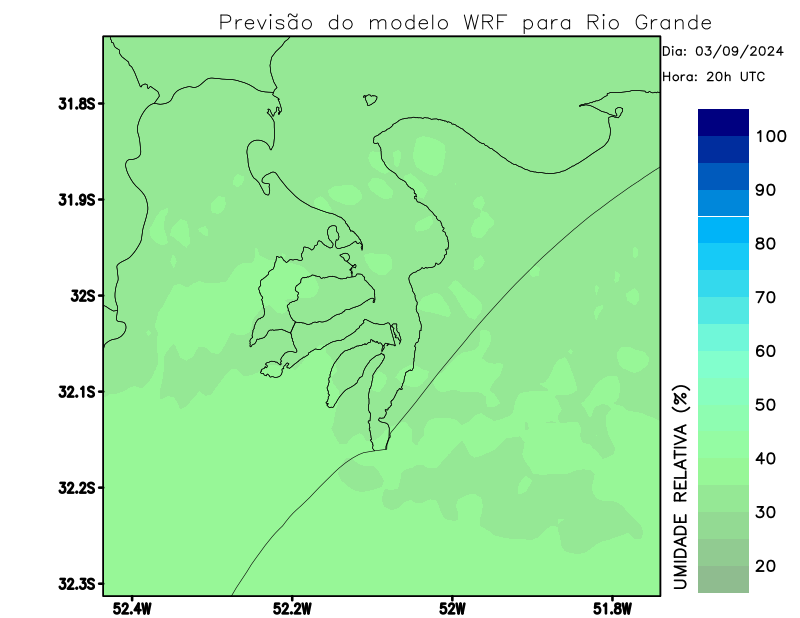 Previsão do modelo WRF para Rio Grande
Dia: 03/09/2024
Hora: 20h UTC
31.8S
31.9S
32S
32.1S
32.2S
32.3S
52.4W
52.2W
52W
51.8W
100
90
80
70
60
50
40
30
20
UMIDADE RELATIVA (%)